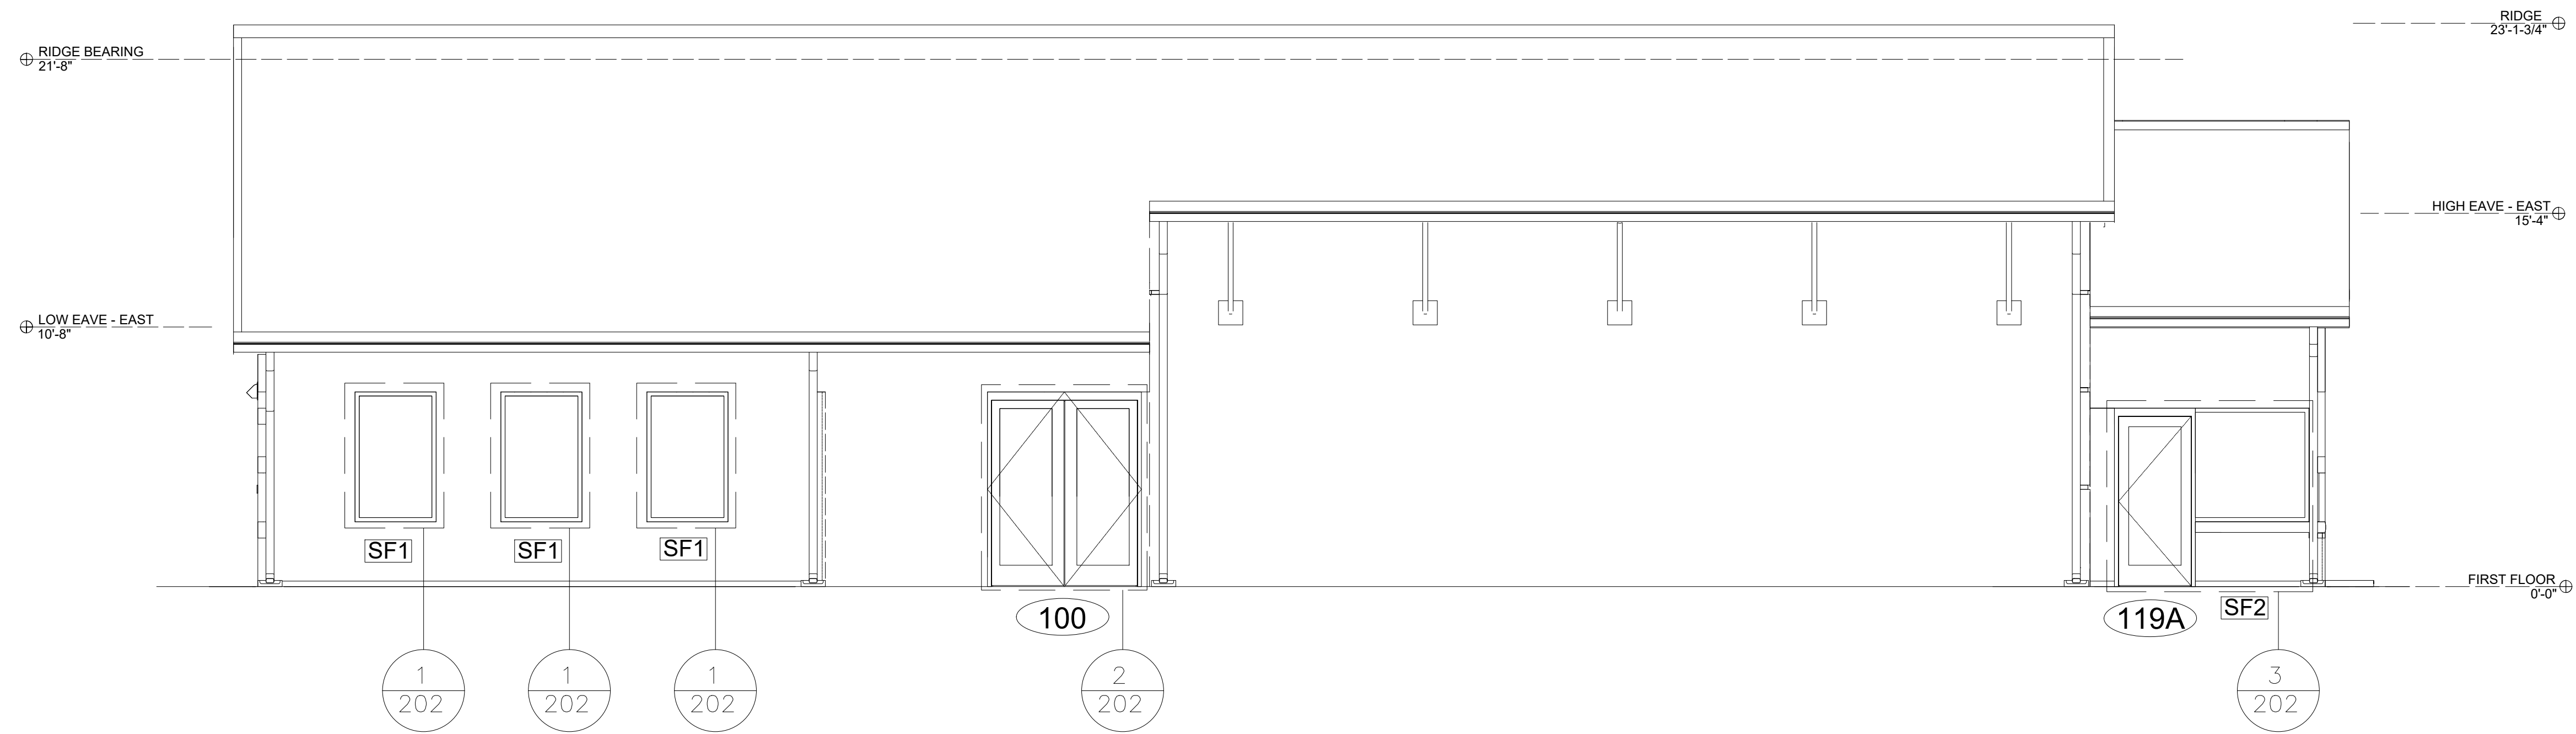 RIDGE
23'-1-3/4"
RIDGE BEARING
21'-8"
HIGH EAVE - EAST
15'-4"
LOW EAVE - EAST
10'-8"
SF1
SF1
SF1
FIRST FLOOR
0'-0"
100
119A
SF2
1
202
1
202
1
202
2
202
3
202